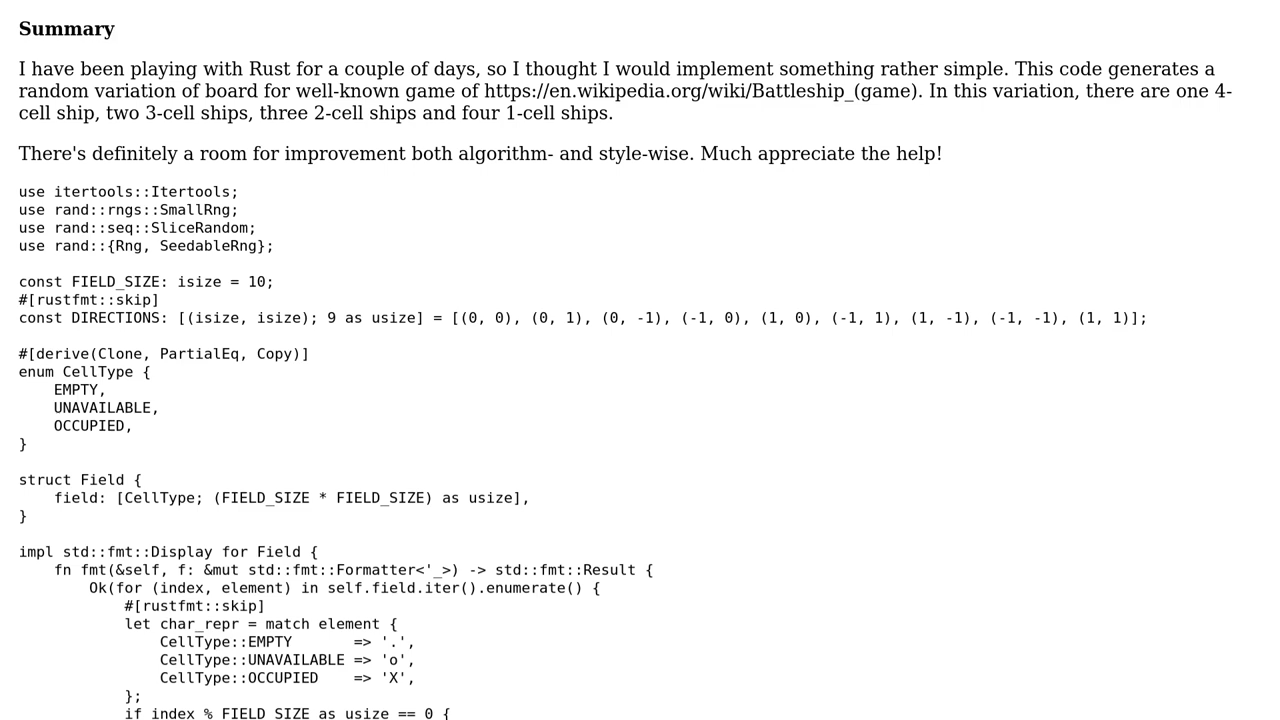 Summary
I have been playing with Rust for a couple of days, so I thought I would implement something rather simple. This code generates a
random variation of board for well-known game of https://en.wikipedia.org/wiki/Battleship_(game). In this variation, there are one 4-
cell ship, two 3-cell ships, three 2-cell ships and four 1-cell ships.
There's definitely a room for improvement both algorithm- and style-wise. Much appreciate the help!
use itertools::Itertools;
use rand::rngs::SmallRng;
use rand::seq::SliceRandom;
use rand::{Rng, SeedableRng};

const FIELD_SIZE: isize = 10;
#[rustfmt::skip]
const DIRECTIONS: [(isize, isize); 9 as usize] = [(0, 0), (0, 1), (0, -1), (-1, 0), (1, 0), (-1, 1), (1, -1), (-1, -1), (1, 1)];

#[derive(Clone, PartialEq, Copy)]
enum CellType {
    EMPTY,
    UNAVAILABLE,
    OCCUPIED,
}

struct Field {
    field: [CellType; (FIELD_SIZE * FIELD_SIZE) as usize],
}

impl std::fmt::Display for Field {
    fn fmt(&self, f: &mut std::fmt::Formatter<'_>) -> std::fmt::Result {
        Ok(for (index, element) in self.field.iter().enumerate() {
            #[rustfmt::skip]
            let char_repr = match element {
                CellType::EMPTY       => '.',
                CellType::UNAVAILABLE => 'o',
                CellType::OCCUPIED    => 'X',
            };
            if index % FIELD_SIZE as usize == 0 {